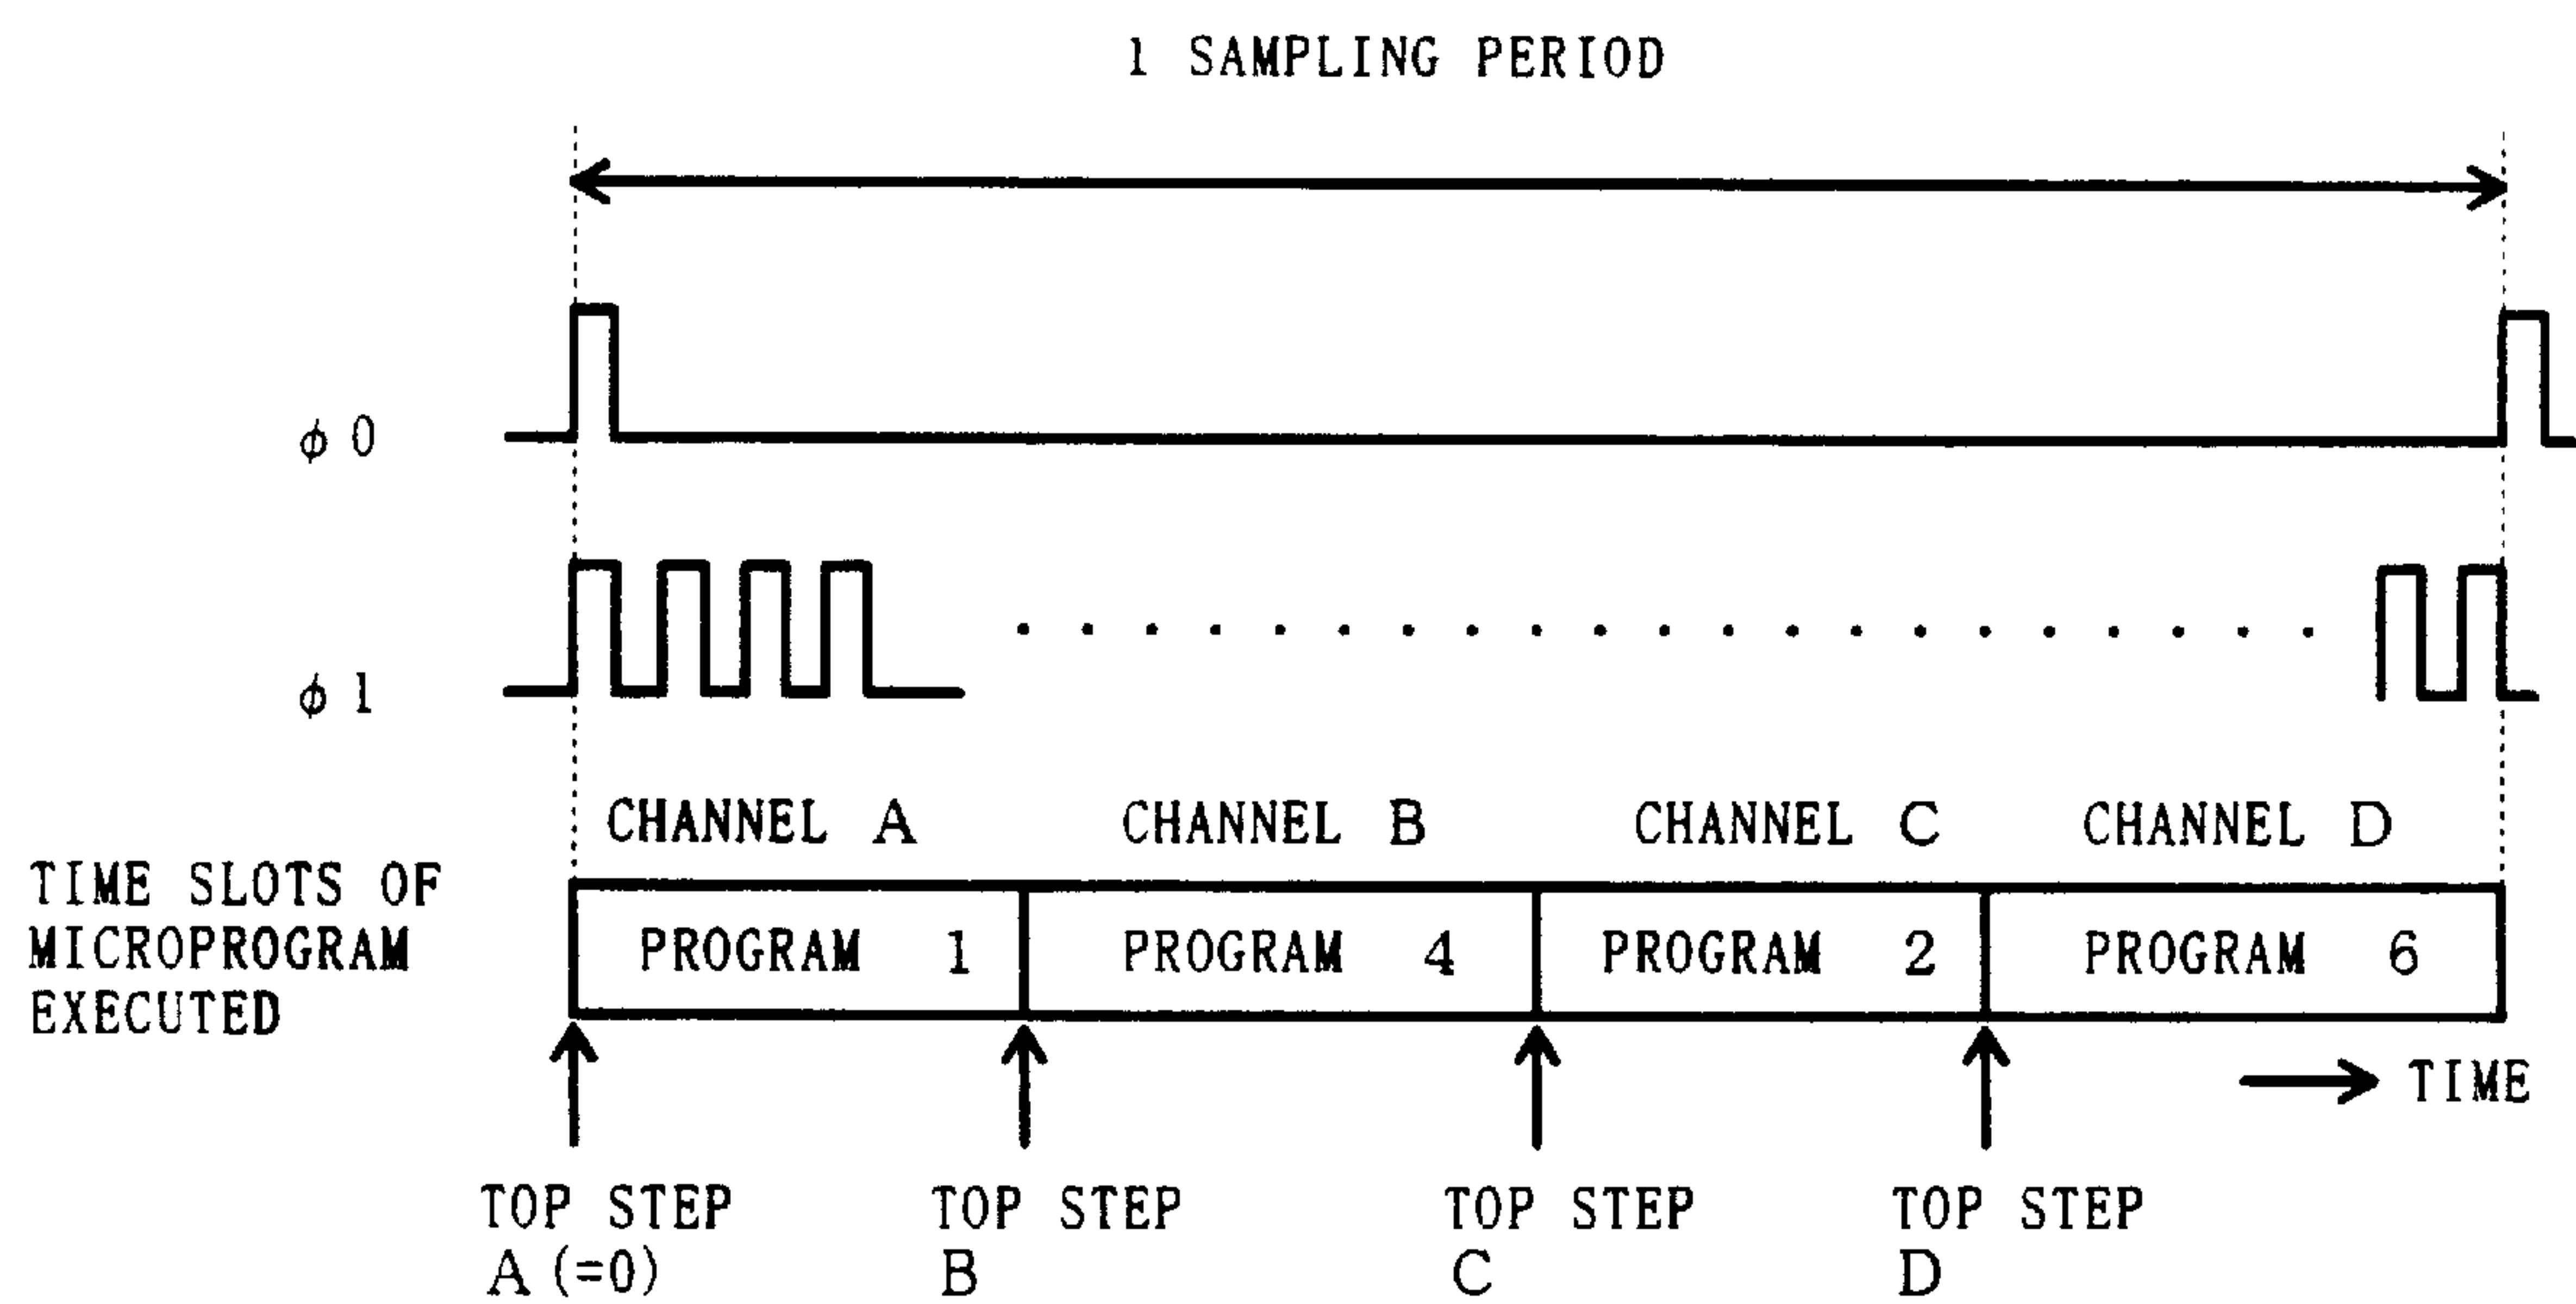 1 SAMPLING PERIOD
φ 0
φ 1
CHANNEL A CHANNEL B CHANNEL C CHANNEL D
TIME SLOTS OF
MICROPROGRAM
EXECUTED
PROGRAM 1 PROGRAM 4 PROGRAM 2 PROGRAM 6
TIME
TOP STEP
A (=0)
TOP STEP
B
TOP STEP
C
TOP STEP
D